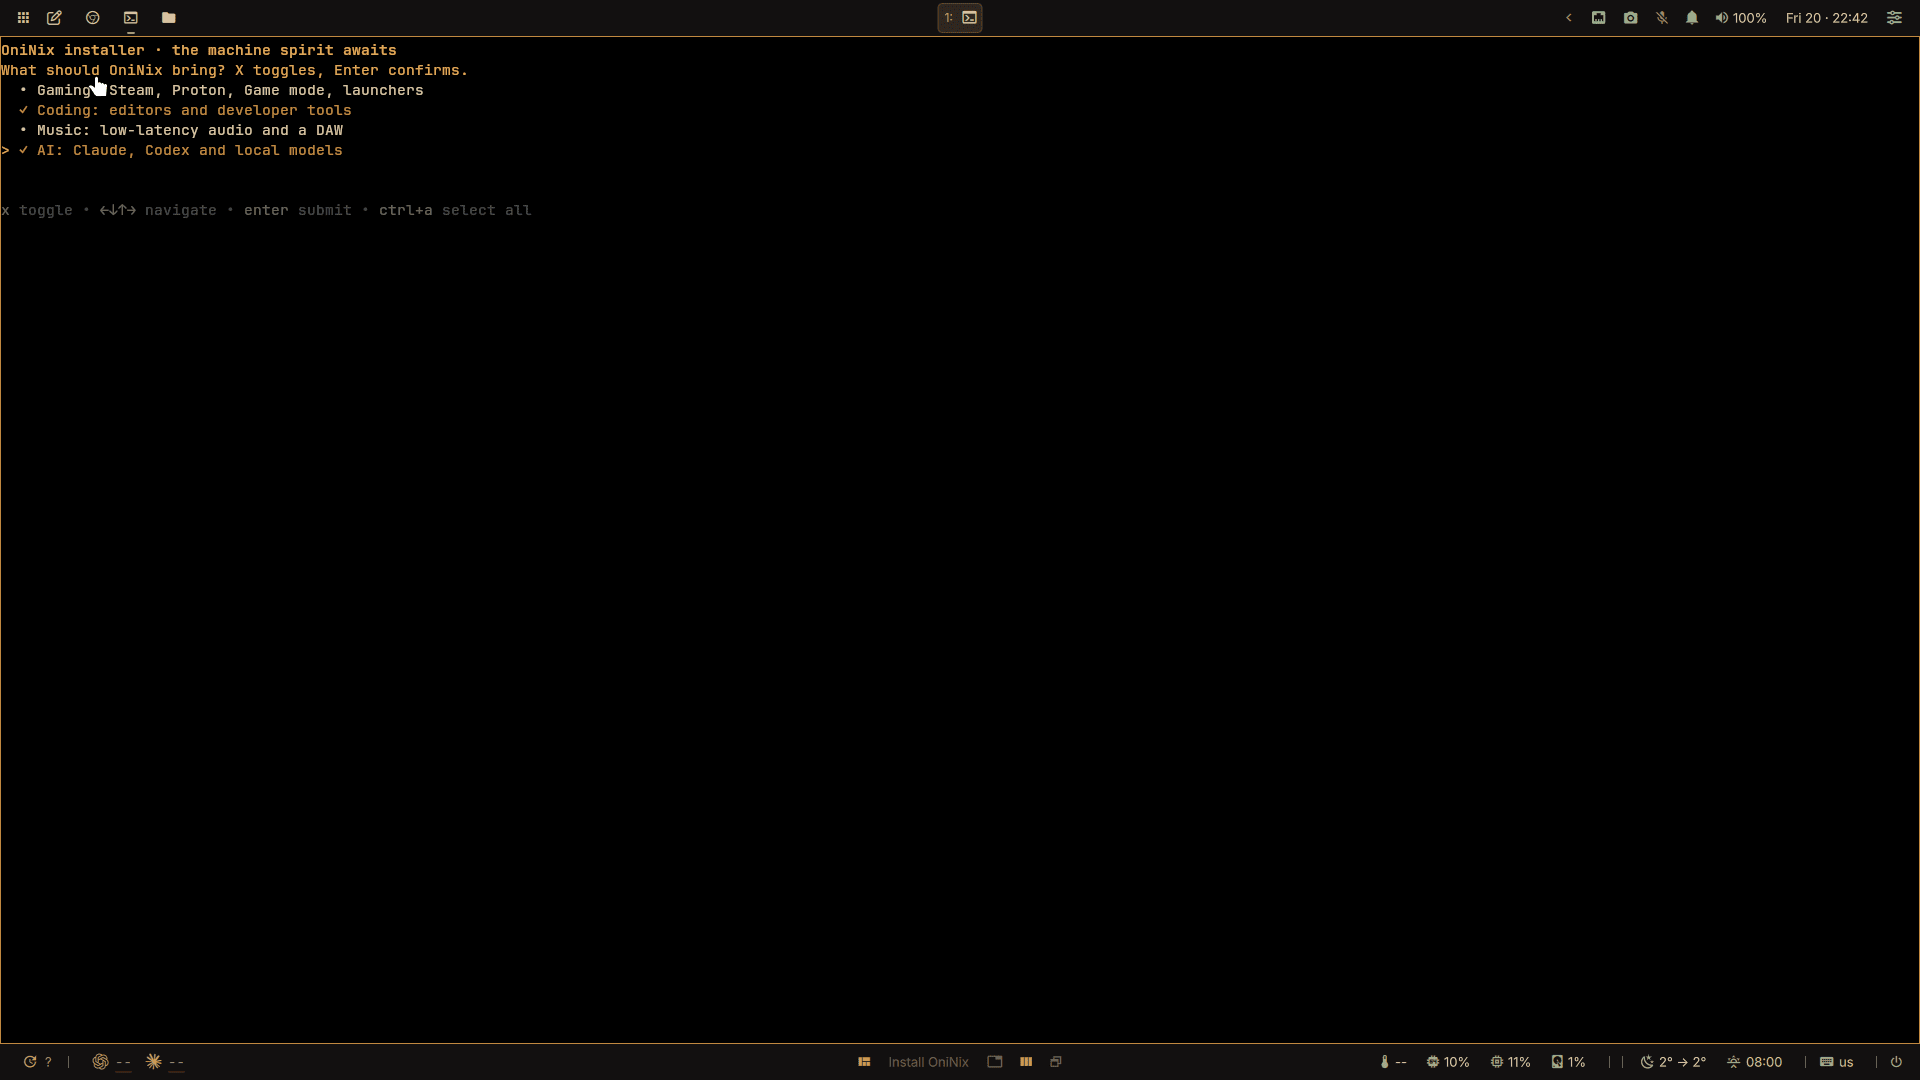 1:
100%
Fri 20 · 22:42
OniNix installer · the machine spirit awaits
What should OniNix bring? X toggles, Enter confirms.
• Gaming Steam, Proton, Game mode, launchers
✓ Coding: editors and developer tools
• Music: low-latency audio and a DAW
> ✓ AI: Claude, Codex and local models
x toggle • ←↓↑→ navigate • enter submit • ctrl+a select all
? | -- --
Install OniNix
-- 10% 11% 1% | | 2° → 2° 08:00 | us |